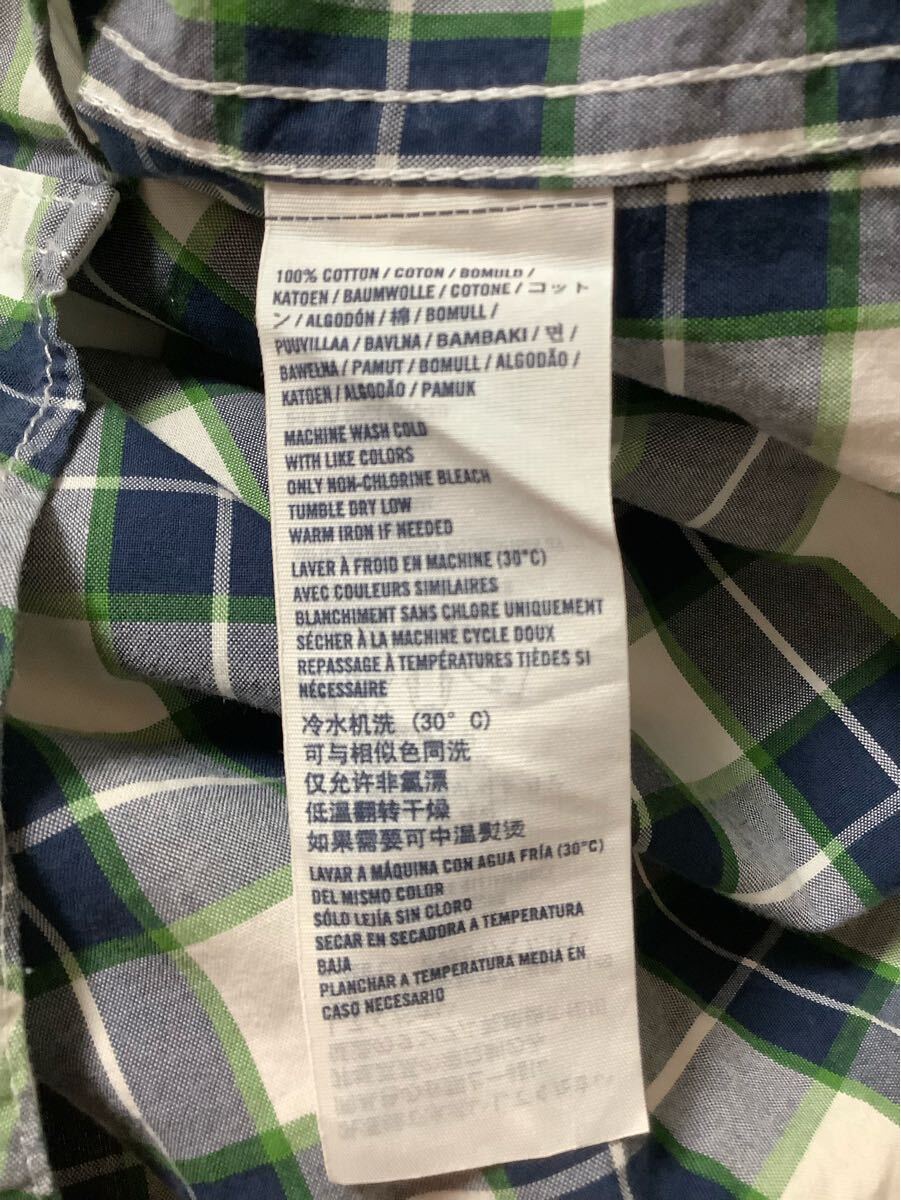 100% COTTON / COTON / BOMULD /
KATOEN / BAUMWOLLE / COTONE / コット
ン / ALGODÓN / 棉 / BOMULL /
PUUVILLAA / BAVLNA / BAMBAKI / 면 /
BAWEŁNA / PAMUT / BOMULL / ALGODÃO /
KATOEN / ALGODÃO / PAMUK
MACHINE WASH COLD
WITH LIKE COLORS
ONLY NON-CHLORINE BLEACH
TUMBLE DRY LOW
WARM IRON IF NEEDED
LAVER À FROID EN MACHINE (30°C)
AVEC COULEURS SIMILAIRES
BLANCHIMENT SANS CHLORE UNIQUEMENT
SÉCHER À LA MACHINE CYCLE DOUX
REPASSAGE À TEMPÉRATURES TIÉDES SI
NÉCESSAIRE
冷水机洗 (30° C)
可与相似色同洗
仅允许非氯漂
低温翻转干燥
如果需要可中温熨烫
LAVAR A MÁQUINA CON AGUA FRÍA (30°C)
DEL MISMO COLOR
SÓLO LEJÍA SIN CLORO
SECAR EN SECADORA A TEMPERATURA
BAJA
PLANCHAR A TEMPERATURA MEDIA EN
CASO NECESARIO